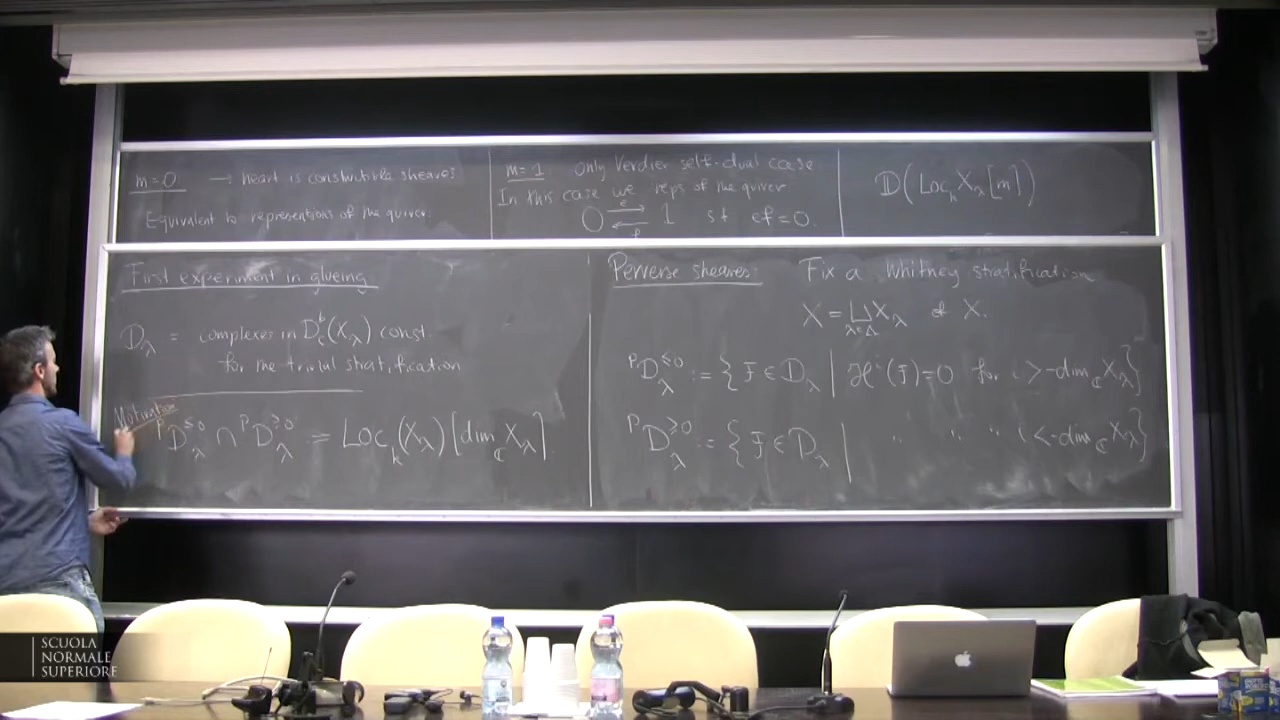 m=0 → heart is constructible sheaves
Equivalent to representions of the quiver.
m=1: Only Verdier self-dual case
In this case we reps of the quiver
0 ⇄ 1 st ef=0.
D(Loc_k X_λ[m])
First experiment in glueing
D_λ = complexes in D_c^b(X_λ) const.
for the trivial stratification
Motivation
^pD_λ^{≤0} ∩ ^pD_λ^{≥0} = Loc_k(X_λ)[dim_ℂ X_λ]
Perverse sheaves: Fix a Whitney stratification
X = ⊔_{λ∈Λ} X_λ of X.
^pD_λ^{≤0} := {F ∈ D_λ | H^i(F)=0 for i > -dim_ℂ X_λ}
^pD_λ^{≥0} := {F ∈ D_λ | " " " i < -dim_ℂ X_λ}
SCUOLA
NORMALE
SUPERIORE